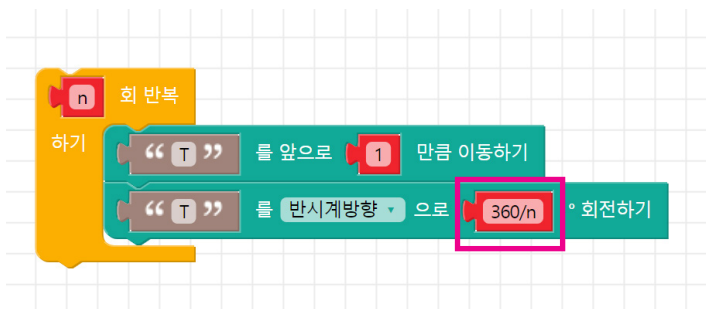 n 회 반복
하기
“ T ” 를 앞으로 1 만큼 이동하기
“ T ” 를 반시계방향 으로 360/n ° 회전하기